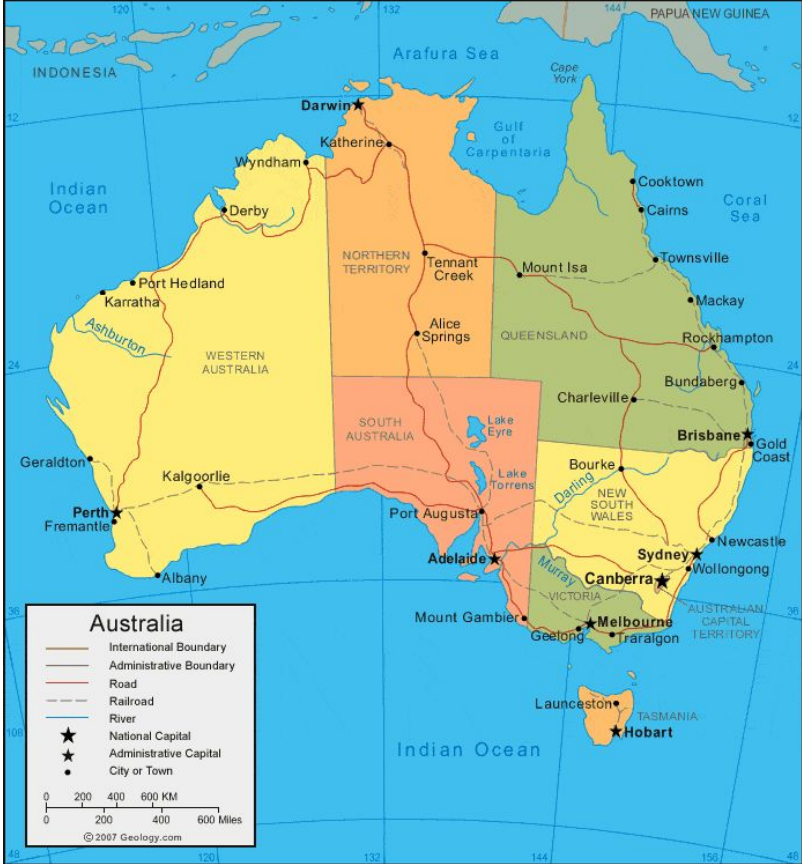 132
144
PAPUA NEW GUINEA
Arafura Sea
INDONESIA
Cape
York
Darwin
12
12
Katherine
Gulf
of
Carpentaria
Wyndham
Indian
Ocean
Cooktown
Coral
Sea
Derby
Cairns
NORTHERN
TERRITORY
Tennant
Creek
Townsville
Mount Isa
Port Hedland
Karratha
Mackay
Ashburton
Alice
Springs
QUEENSLAND
Rockhampton
WESTERN
AUSTRALIA
24
24
Bundaberg
Charleville
SOUTH
AUSTRALIA
Lake
Eyre
Brisbane
Gold
Coast
Geraldton
Kalgoorlie
Lake
Torrens
Bourke
Darling
NEW
SOUTH
WALES
Perth
Fremantle
Port Augusta
Newcastle
Adelaide
Sydney
Wollongong
Murray
Canberra
Albany
VICTORIA
AUSTRALIAN
CAPITAL
TERRITORY
36
36
Mount Gambier
Melbourne
Geelong
Traralgon
Launceston
TASMANIA
Hobart
Indian Ocean
108
Australia
International Boundary
Administrative Boundary
Road
Railroad
River
National Capital
Administrative Capital
City or Town
0 200 400 600 KM
0 200 400 600 Miles
©2007 Geology.com
48
120
132
144
156
48